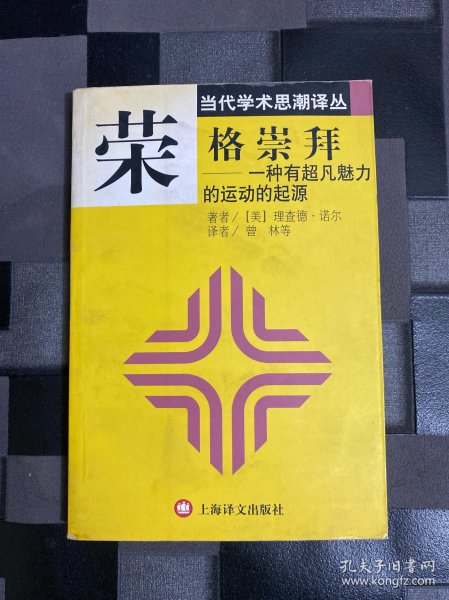 当代学术思潮译丛
荣格崇拜
——一种有超凡魅力
的运动的起源
著者/［美］理查德·诺尔
译者/曾 林等
上海译文出版社
孔夫子旧书网
www.kongfz.com